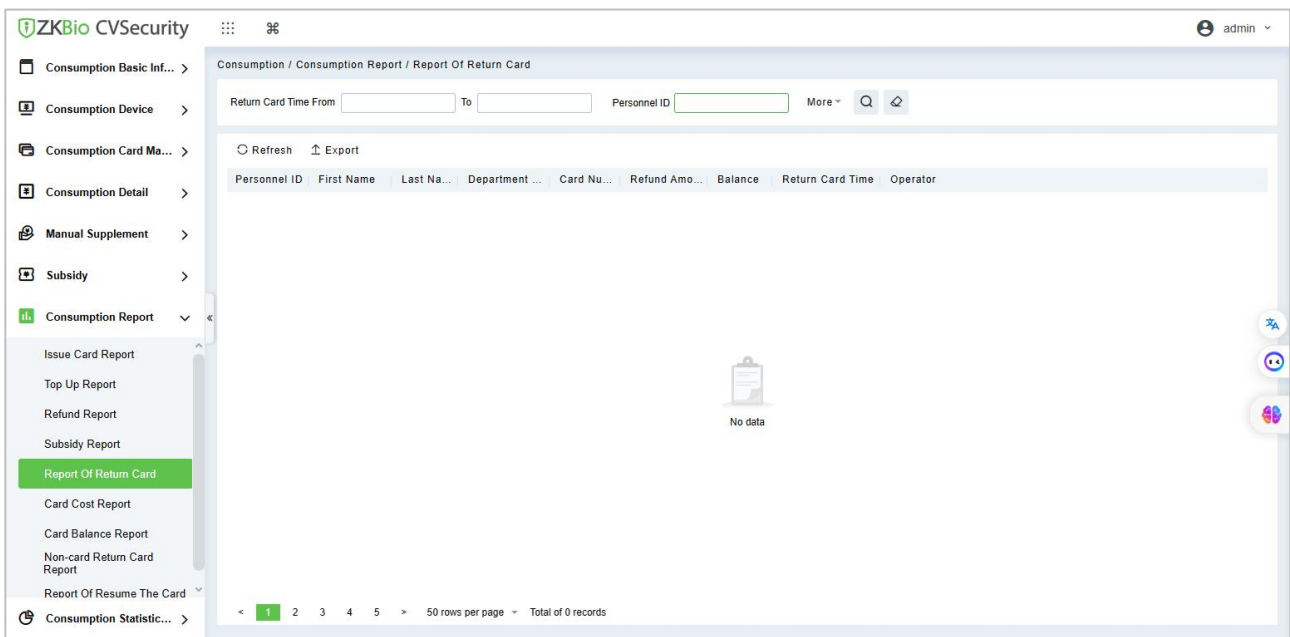 ZKBio CVSecurity
admin
Consumption Basic Inf...
Consumption Device
Consumption Card Ma...
Consumption Detail
Manual Supplement
Subsidy
Consumption Report
Issue Card Report
Top Up Report
Refund Report
Subsidy Report
Report Of Return Card
Card Cost Report
Card Balance Report
Non-card Return Card
Report
Report Of Resume The Card
Consumption Statistic...
Consumption / Consumption Report / Report Of Return Card
Return Card Time From To Personnel ID More
Refresh Export
Personnel ID First Name Last Na... Department ... Card Nu... Refund Amo... Balance Return Card Time Operator
No data
< 1 2 3 4 5 > 50 rows per page Total of 0 records